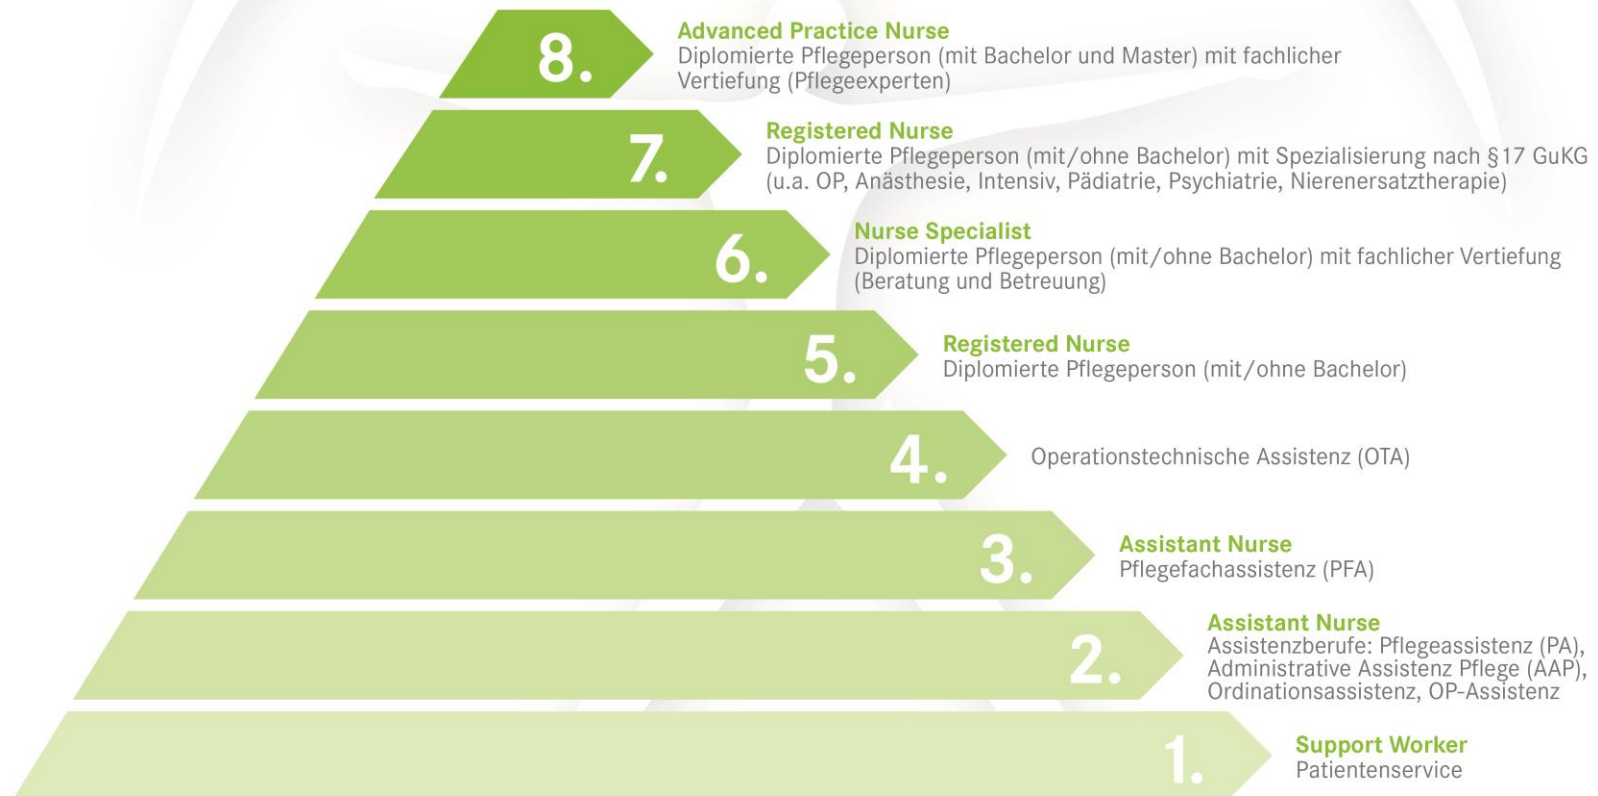 8.
Advanced Practice Nurse
Diplomierte Pflegeperson (mit Bachelor und Master) mit fachlicher
Vertiefung (Pflegeexperten)
7.
Registered Nurse
Diplomierte Pflegeperson (mit/ohne Bachelor) mit Spezialisierung nach §17 GuKG
(u.a. OP, Anästhesie, Intensiv, Pädiatrie, Psychiatrie, Nierenersatztherapie)
6.
Nurse Specialist
Diplomierte Pflegeperson (mit/ohne Bachelor) mit fachlicher Vertiefung
(Beratung und Betreuung)
5.
Registered Nurse
Diplomierte Pflegeperson (mit/ohne Bachelor)
4.
Operationstechnische Assistenz (OTA)
3.
Assistant Nurse
Pflegefachassistenz (PFA)
2.
Assistant Nurse
Assistenzberufe: Pflegeassistenz (PA),
Administrative Assistenz Pflege (AAP),
Ordinationsassistenz, OP-Assistenz
1.
Support Worker
Patientenservice